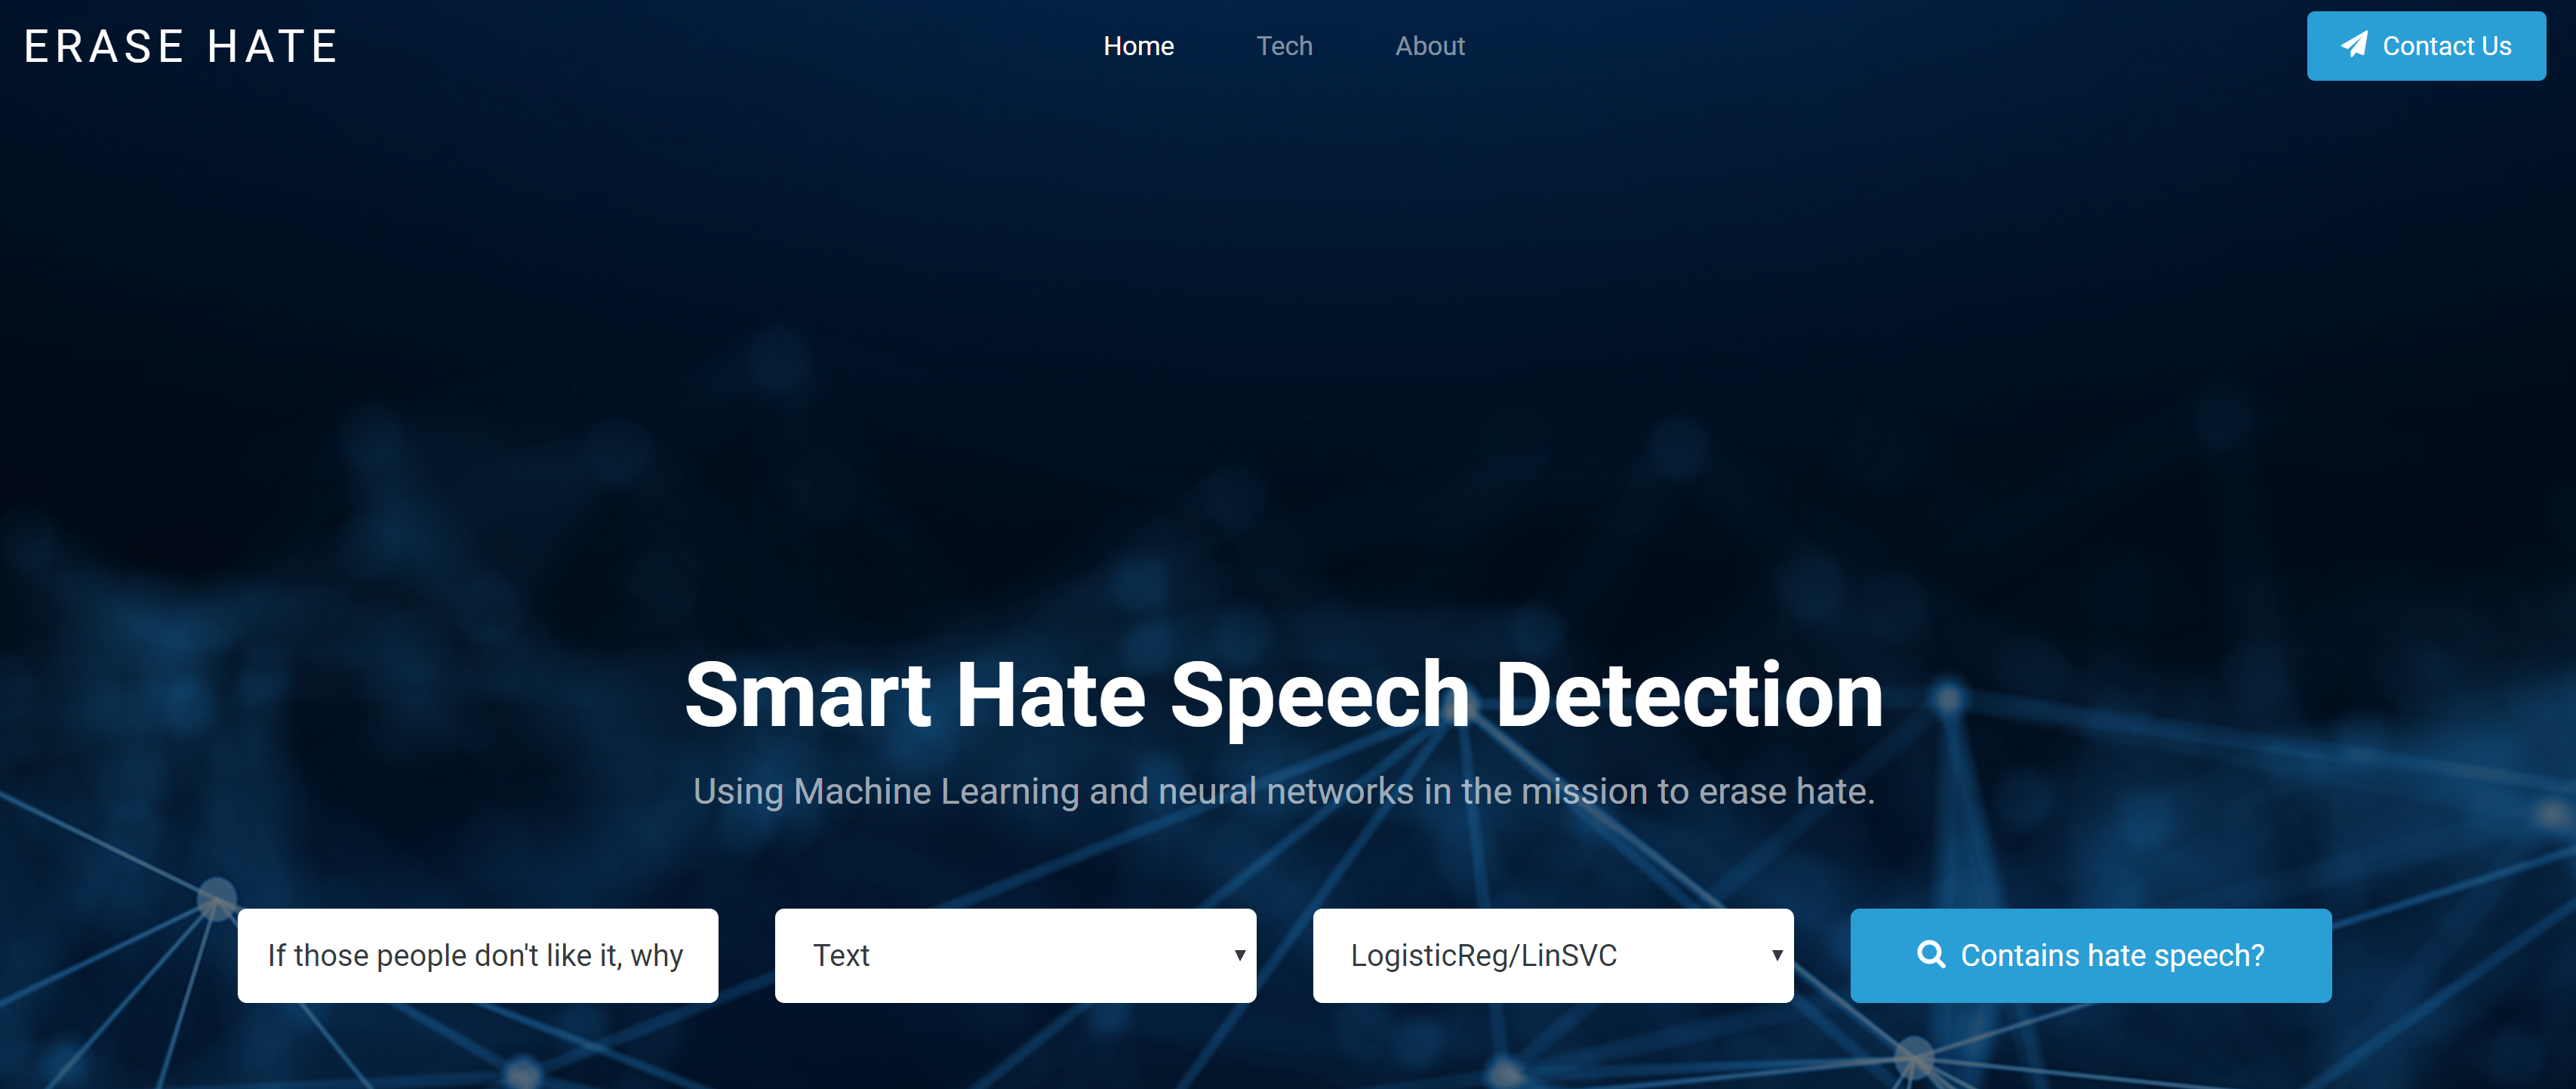 ERASE HATE
Home Tech About
Contact Us
Smart Hate Speech Detection
Using Machine Learning and neural networks in the mission to erase hate.
If those people don't like it, why
Text
LogisticReg/LinSVC
Contains hate speech?